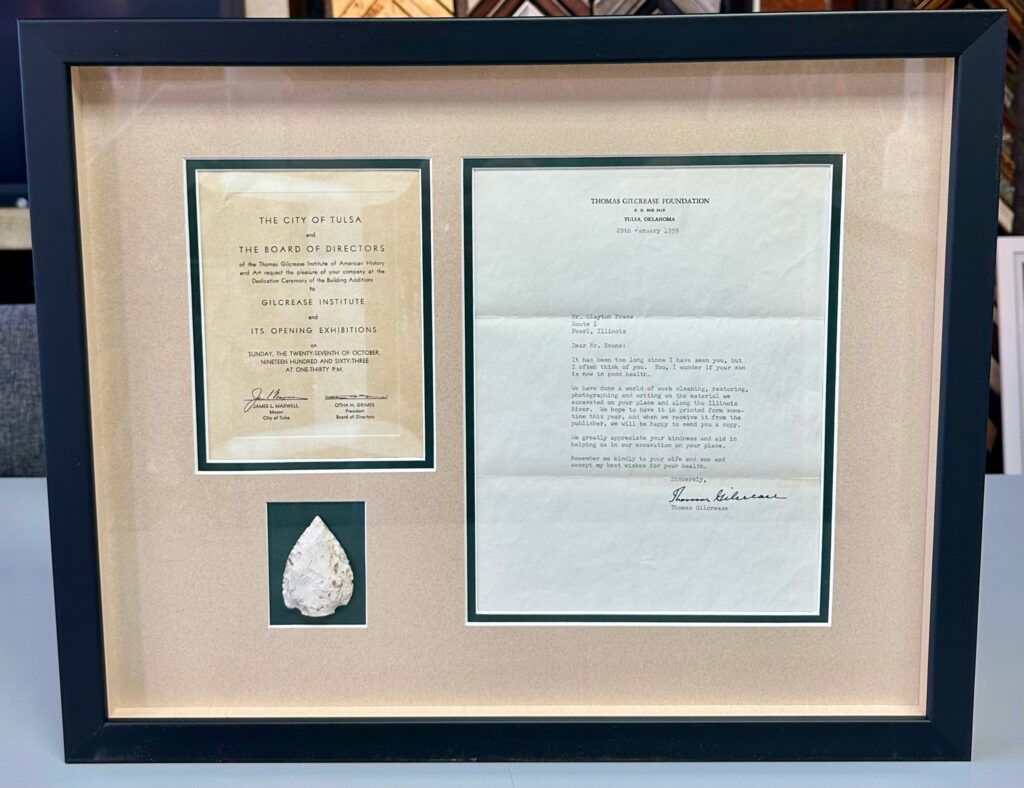 THE CITY OF TULSA
and
THE BOARD OF DIRECTORS
of the Thomas Gilcrease Institute of American History
and Art request the pleasure of your company at the
Dedication Ceremony of the Building Additions
to
GILCREASE INSTITUTE
and
ITS OPENING EXHIBITIONS
on
SUNDAY, THE TWENTY-SEVENTH OF OCTOBER,
NINETEEN HUNDRED AND SIXTY-THREE
AT ONE-THIRTY P.M.
JAMES L. MAXWELL
Mayor
City of Tulsa
OTHA H. GRIMES
President
Board of Directors
THOMAS GILCREASE FOUNDATION
P. O. BOX 2419
TULSA, OKLAHOMA
29th January 1959
Mr. Clayton Evans
Route 1
Pearl, Illinois
Dear Mr. Evans:
It has been too long since I have seen you, but
I often think of you. Too, I wonder if your son
is now in good health.
We have done a world of work cleaning, restoring,
photographing and writing on the material we
excavated on your place and along the Illinois
River. We hope to have it in printed form some-
time this year, and when we receive it from the
publisher, we will be happy to send you a copy.
We greatly appreciate your kindness and aid in
helping us in our excavation on your place.
Remember me kindly to your wife and son and
accept my best wishes for your health.
Sincerely,
Thomas Gilcrease
Thomas Gilcrease